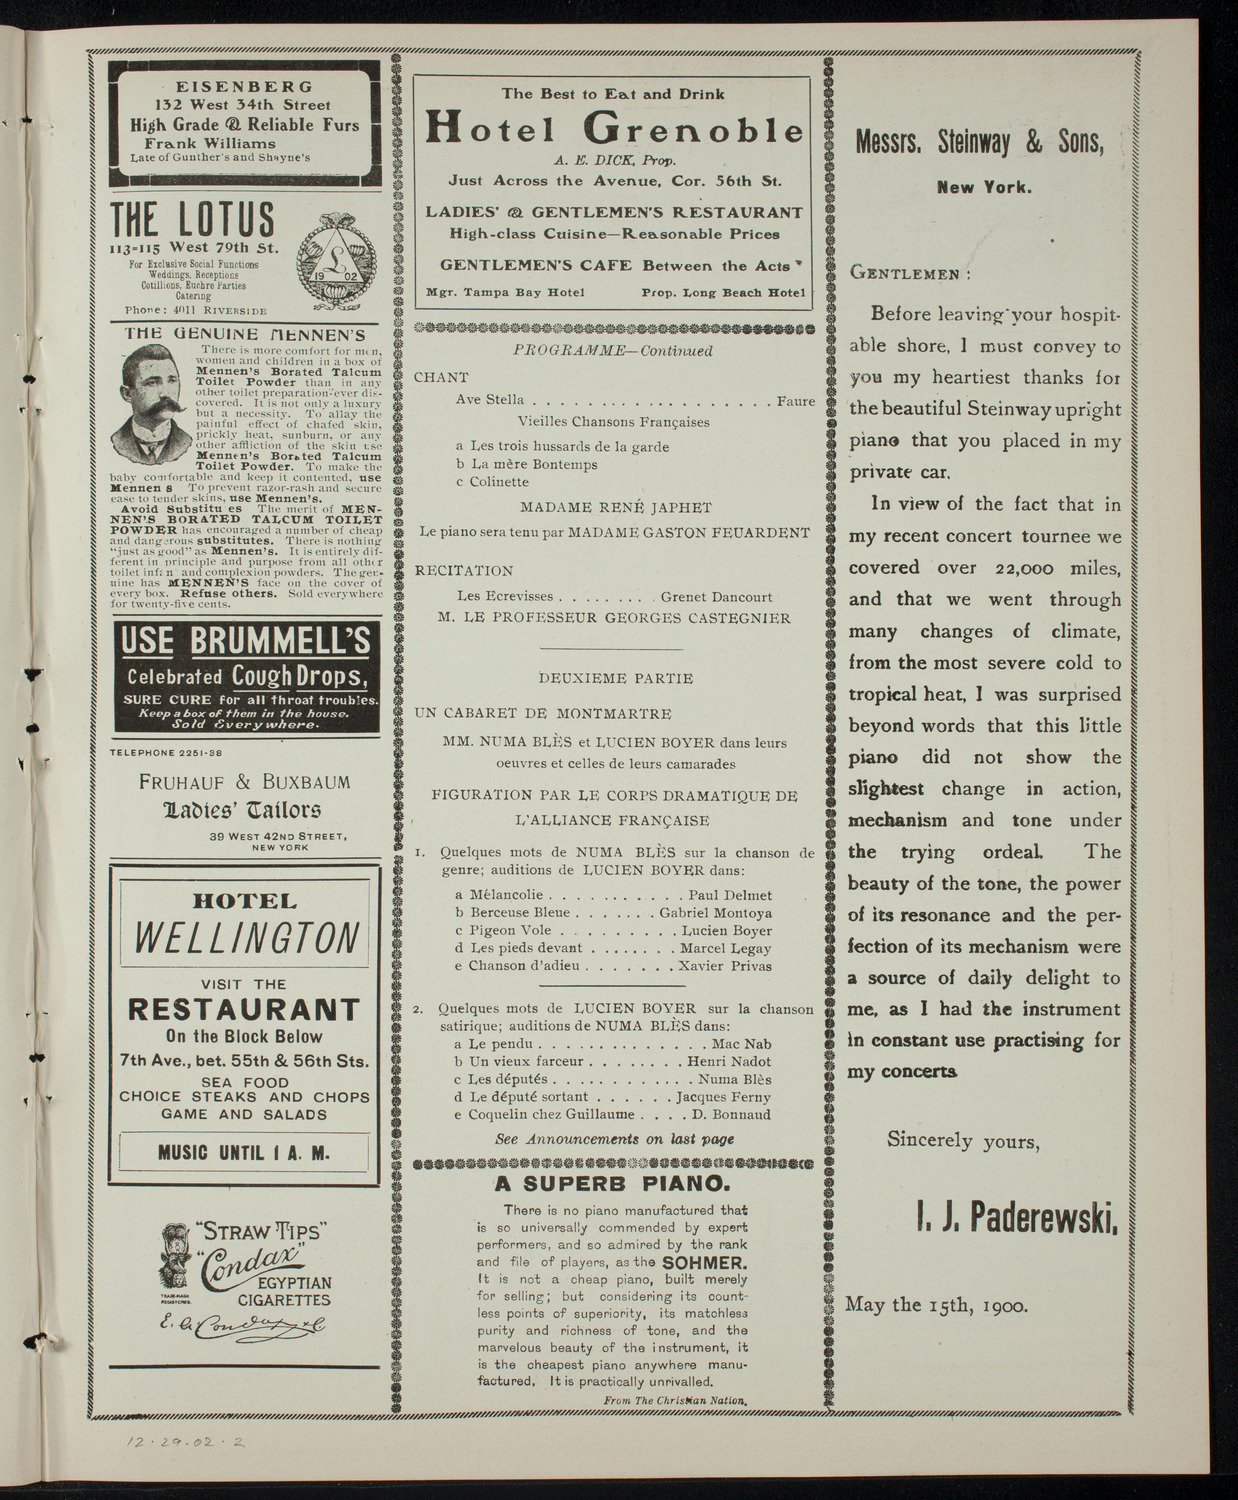 EISENBERG
132 West 34th Street
High Grade & Reliable Furs
Frank Williams
Late of Gunther's and Shayne's
THE LOTUS
113=115 West 79th St.
For Exclusive Social Functions
Weddings, Receptions
Cotillions, Euchre Parties
Catering
Phone: 4011 RIVERSIDE
L
19 02
THE GENUINE MENNEN'S
There is more comfort for men,
women and children in a box of
Mennen's Borated Talcum
Toilet Powder than in any
other toilet preparation ever dis-
covered. It is not only a luxury
but a necessity. To allay the
painful effect of chafed skin,
prickly heat, sunburn, or any
other affliction of the skin use
Mennen's Borated Talcum
Toilet Powder. To make the
baby comfortable and keep it contented, use
Mennen s To prevent razor-rash and secure
ease to tender skins, use Mennen's.
Avoid Substitu es The merit of MEN-
NEN'S BORATED TALCUM TOILET
POWDER has encouraged a number of cheap
and dangerous substitutes. There is nothing
"just as good" as Mennen's. It is entirely dif-
ferent in principle and purpose from all other
toilet infan and complexion powders. The gen-
uine has MENNEN'S face on the cover of
every box. Refuse others. Sold everywhere
for twenty-five cents.
USE BRUMMELL'S
Celebrated Cough Drops,
SURE CURE for all throat troubles.
Keep a box of them in the house.
Sold Everywhere.
TELEPHONE 2251-38
FRUHAUF & BUXBAUM
Ladies' Tailors
39 WEST 42ND STREET,
NEW YORK
HOTEL
WELLINGTON
VISIT THE
RESTAURANT
On the Block Below
7th Ave., bet. 55th & 56th Sts.
SEA FOOD
CHOICE STEAKS AND CHOPS
GAME AND SALADS
MUSIC UNTIL 1 A. M.
"STRAW TIPS"
"Condax"
EGYPTIAN
CIGARETTES
TRADE-MARK
REGISTERED.
E. A. Condax & Co
12·29·02·2
The Best to Eat and Drink
Hotel Grenoble
A. E. DICK, Prop.
Just Across the Avenue, Cor. 56th St.
LADIES' & GENTLEMEN'S RESTAURANT
High-class Cuisine—Reasonable Prices
GENTLEMEN'S CAFE Between the Acts
Mgr. Tampa Bay Hotel Prop. Long Beach Hotel
PROGRAMME—Continued
CHANT
Ave Stella . . . . . . . . . . . . . . . . . . Faure
Vieilles Chansons Françaises
a Les trois hussards de la garde
b La mère Bontemps
c Colinette
MADAME RENÉ JAPHET
Le piano sera tenu par MADAME GASTON FEUARDENT
RECITATION
Les Ecrevisses . . . . . . . . Grenet Dancourt
M. LE PROFESSEUR GEORGES CASTEGNIER
DEUXIEME PARTIE
UN CABARET DE MONTMARTRE
MM. NUMA BLÈS et LUCIEN BOYER dans leurs
oeuvres et celles de leurs camarades
FIGURATION PAR LE CORPS DRAMATIQUE DE
L'ALLIANCE FRANÇAISE
1. Quelques mots de NUMA BLÈS sur la chanson de
genre; auditions de LUCIEN BOYER dans:
a Mélancolie . . . . . . . . . . . Paul Delmet
b Berceuse Bleue . . . . . . . Gabriel Montoya
c Pigeon Vole . . . . . . . . . . Lucien Boyer
d Les pieds devant . . . . . . . . Marcel Legay
e Chanson d'adieu . . . . . . . Xavier Privas
2. Quelques mots de LUCIEN BOYER sur la chanson
satirique; auditions de NUMA BLÈS dans:
a Le pendu . . . . . . . . . . . . . . Mac Nab
b Un vieux farceur . . . . . . . . Henri Nadot
c Les députés . . . . . . . . . . . . Numa Blès
d Le député sortant . . . . . . Jacques Ferny
e Coquelin chez Guillaume . . . . D. Bonnaud
See Announcements on last page
A SUPERB PIANO.
There is no piano manufactured that
is so universally commended by expert
performers, and so admired by the rank
and file of players, as the SOHMER.
It is not a cheap piano, built merely
for selling; but considering its count-
less points of superiority, its matchless
purity and richness of tone, and the
marvelous beauty of the instrument, it
is the cheapest piano anywhere manu-
factured. It is practically unrivalled.
From The Christian Nation.
Messrs. Steinway & Sons,
New York.
GENTLEMEN:
Before leaving your hospit-
able shore, I must convey to
you my heartiest thanks for
the beautiful Steinway upright
piano that you placed in my
private car.
In view of the fact that in
my recent concert tournee we
covered over 22,000 miles,
and that we went through
many changes of climate,
from the most severe cold to
tropical heat, I was surprised
beyond words that this little
piano did not show the
slightest change in action,
mechanism and tone under
the trying ordeal. The
beauty of the tone, the power
of its resonance and the per-
fection of its mechanism were
a source of daily delight to
me, as I had the instrument
in constant use practising for
my concerts
Sincerely yours,
I. J. Paderewski,
May the 15th, 1900.